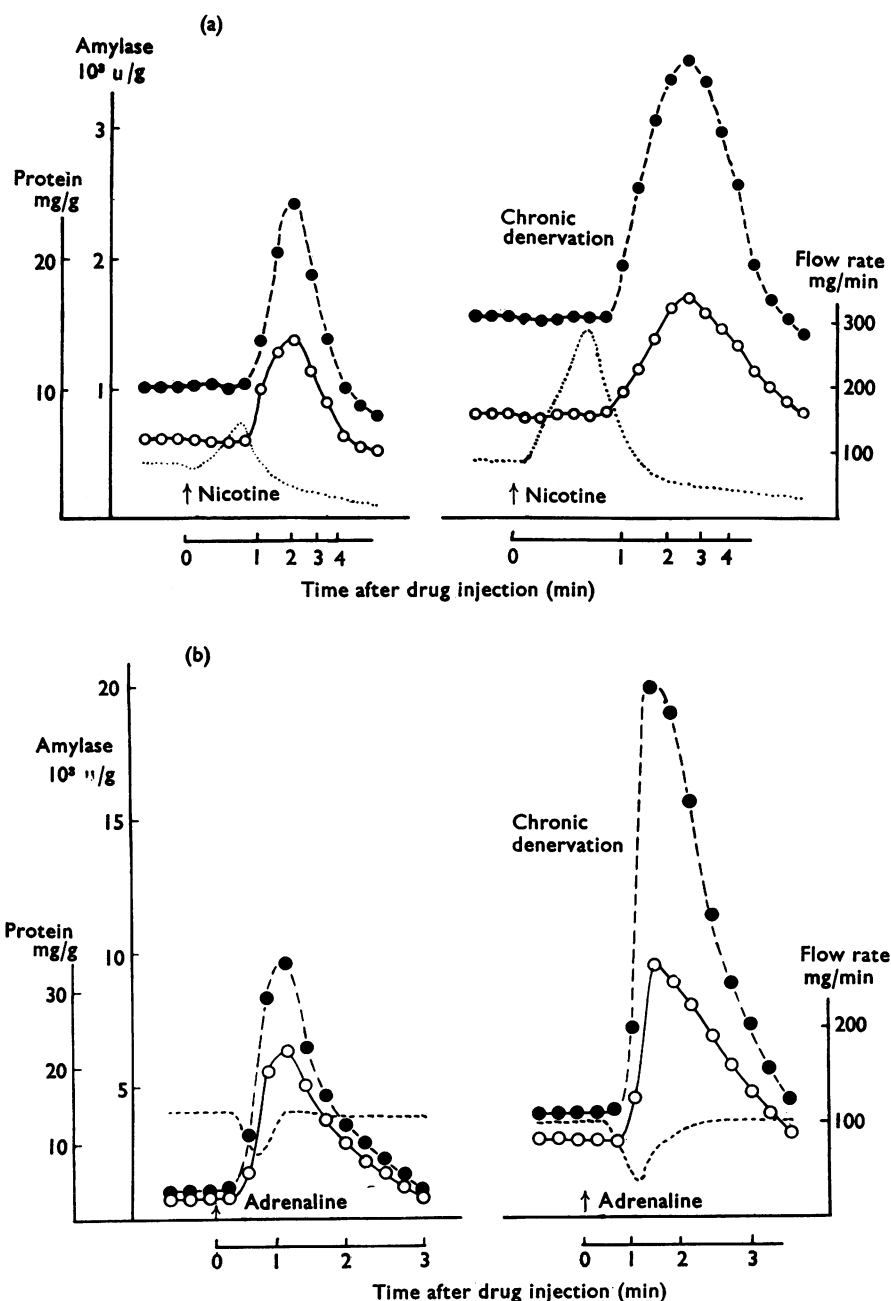 (a)
Amylase
10³ u/g
3
2
1
Protein
mg/g
20
10
Chronic
denervation
Flow rate
mg/min
300
200
100
↑ Nicotine
↑ Nicotine
0 1 2 3 4
0 1 2 3 4
Time after drug injection (min)
(b)
Amylase
10³ u/g
20
15
10
5
Protein
mg/g
30
20
10
Chronic
denervation
Flow rate
mg/min
200
100
↑ Adrenaline
↑ Adrenaline
0 1 2 3
0 1 2 3
Time after drug injection (min)